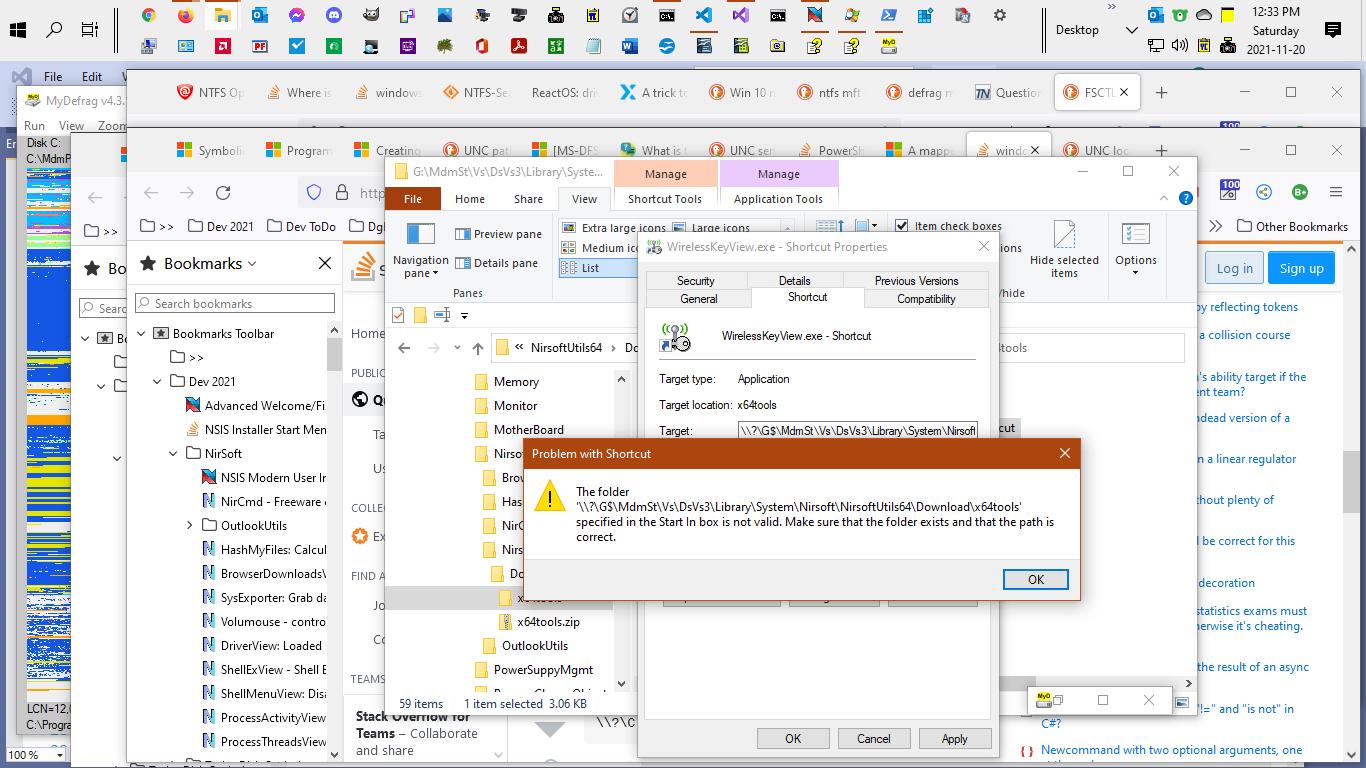 12:33 PM
Saturday
2021-11-20
Desktop
File Edit
MyDefrag v4.3.
Run View Zoom
Disk C:
C:\MdmP
NTFS Op
Where is
windows
NTFS-Se
ReactOS: dri
A trick to
Win 10 n
ntfs mft
defrag m
Question
FSCTL
Symboli
Program
Creating
UNC pat
[MS-DFS
What is t
UNC ser
PowerSh
A mappe
windo
UNC loc
>>
Dev 2021
Dev ToDo
Other Bookmarks
Bookmarks
Search bookmarks
Bookmarks Toolbar
>>
Dev 2021
Advanced Welcome/Fi
NSIS Installer Start Men
NirSoft
NSIS Modern User Ir
NirCmd - Freeware
OutlookUtils
HashMyFiles: Calcul
BrowserDownloadsV
SysExporter: Grab da
Volumouse - contro
DriverView: Loaded
ShellExView - Shell E
ShellMenuView: Disa
ProcessActivityView
ProcessThreadsView
LCN=12,0
C:\Progra
100 %
G:\MdmSt\Vs\DsVs3\Library\Syste...
Manage
Manage
File Home Share View Shortcut Tools Application Tools
Navigation pane
Preview pane
Details pane
Panes
Extra large icons
Large icons
Medium ico
List
Item check boxes
Hide selected items
Options
Home
PUBLIC
FIND A
TEAMS
Stack Overflow for
Teams – Collaborate
and share
NirsoftUtils64
Memory
Monitor
MotherBoard
Nirso
Brow
Has
NirC
Nirs
Do
x64tools
x64tools.zip
OutlookUtils
PowerSuppyMgmt
59 items 1 item selected 3.06 KB
WirelessKeyView.exe - Shortcut Properties
Security Details Previous Versions
General Shortcut Compatibility
WirelessKeyView.exe - Shortcut
Target type: Application
Target location: x64tools
Target: \\?\G$\MdmSt\Vs\DsVs3\Library\System\Nirsoft
Problem with Shortcut
The folder
'\\?\G$\MdmSt\Vs\DsVs3\Library\System\Nirsoft\NirsoftUtils64\Download\x64tools'
specified in the Start In box is not valid. Make sure that the folder exists and that the path is
correct.
OK
OK Cancel Apply
Log in Sign up
by reflecting tokens
a collision course
's ability target if the
ent team?
ndead version of a
n a linear regulator
hout plenty of
d be correct for this
decoration
statistics exams must
herwise it's cheating.
the result of an async
"!=" and "is not" in
C#?
Newcommand with two optional arguments, one